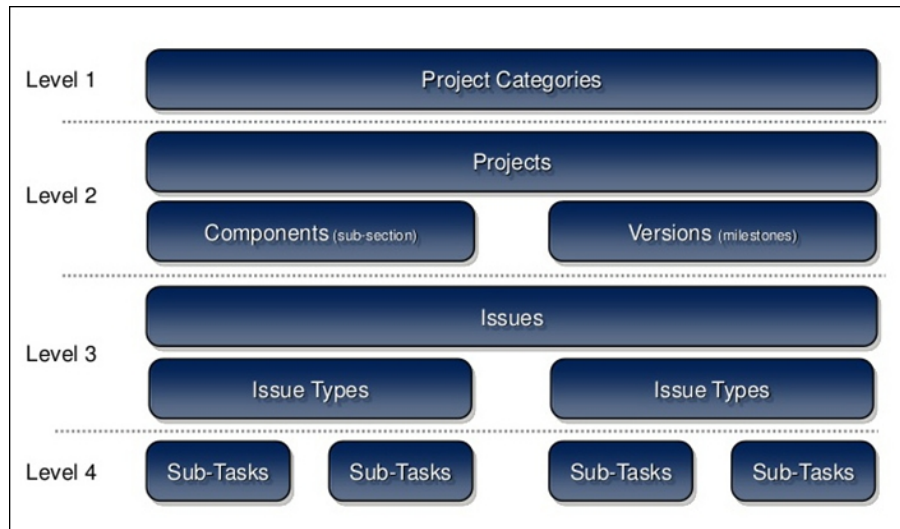 Level 1
Project Categories
Level 2
Projects
Components (sub-section)
Versions (milestones)
Level 3
Issues
Issue Types
Issue Types
Level 4
Sub-Tasks
Sub-Tasks
Sub-Tasks
Sub-Tasks